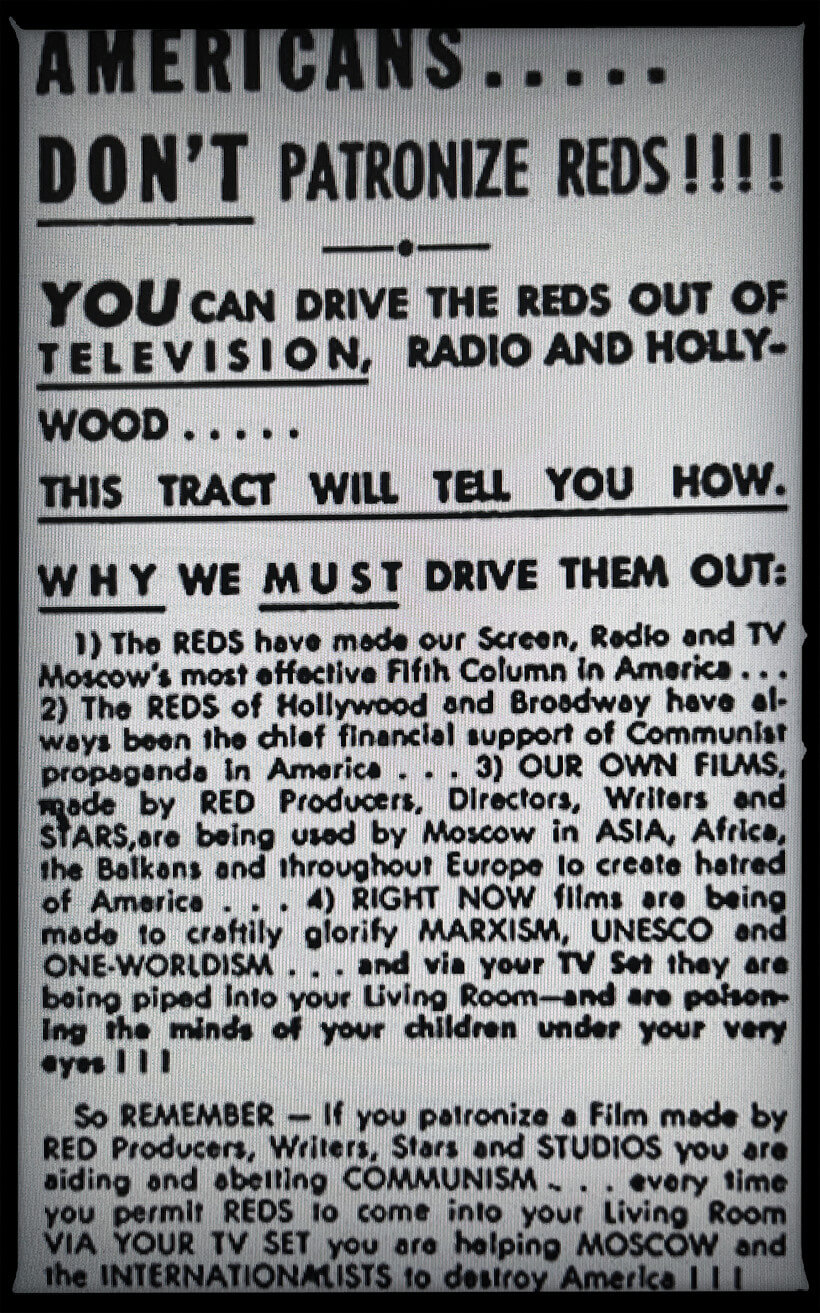 AMERICANS.....
DON'T PATRONIZE REDS!!!!
YOU CAN DRIVE THE REDS OUT OF
TELEVISION, RADIO AND HOLLY-
WOOD.....
THIS TRACT WILL TELL YOU HOW.
WHY WE MUST DRIVE THEM OUT:
1) The REDS have made our Screen, Radio and TV
Moscow's most effective Fifth Column in America...
2) The REDS of Hollywood and Broadway have al-
ways been the chief financial support of Communist
propaganda in America . . . 3) OUR OWN FILMS,
made by RED Producers, Directors, Writers and
STARS,are being used by Moscow in ASIA, Africa,
the Balkans and throughout Europe to create hatred
of America . . . 4) RIGHT NOW films are being
made to craftily glorify MARXISM, UNESCO and
ONE-WORLDISM . . . and via your TV Set they are
being piped into your Living Room—and are poison-
ing the minds of your children under your very
eyes ! ! !
So REMEMBER — If you patronize a Film made by
RED Producers, Writers, Stars and STUDIOS you are
aiding and abetting COMMUNISM . . . every time
you permit REDS to come into your Living Room
VIA YOUR TV SET you are helping MOSCOW and
the INTERNATIONALISTS to destroy America ! ! !